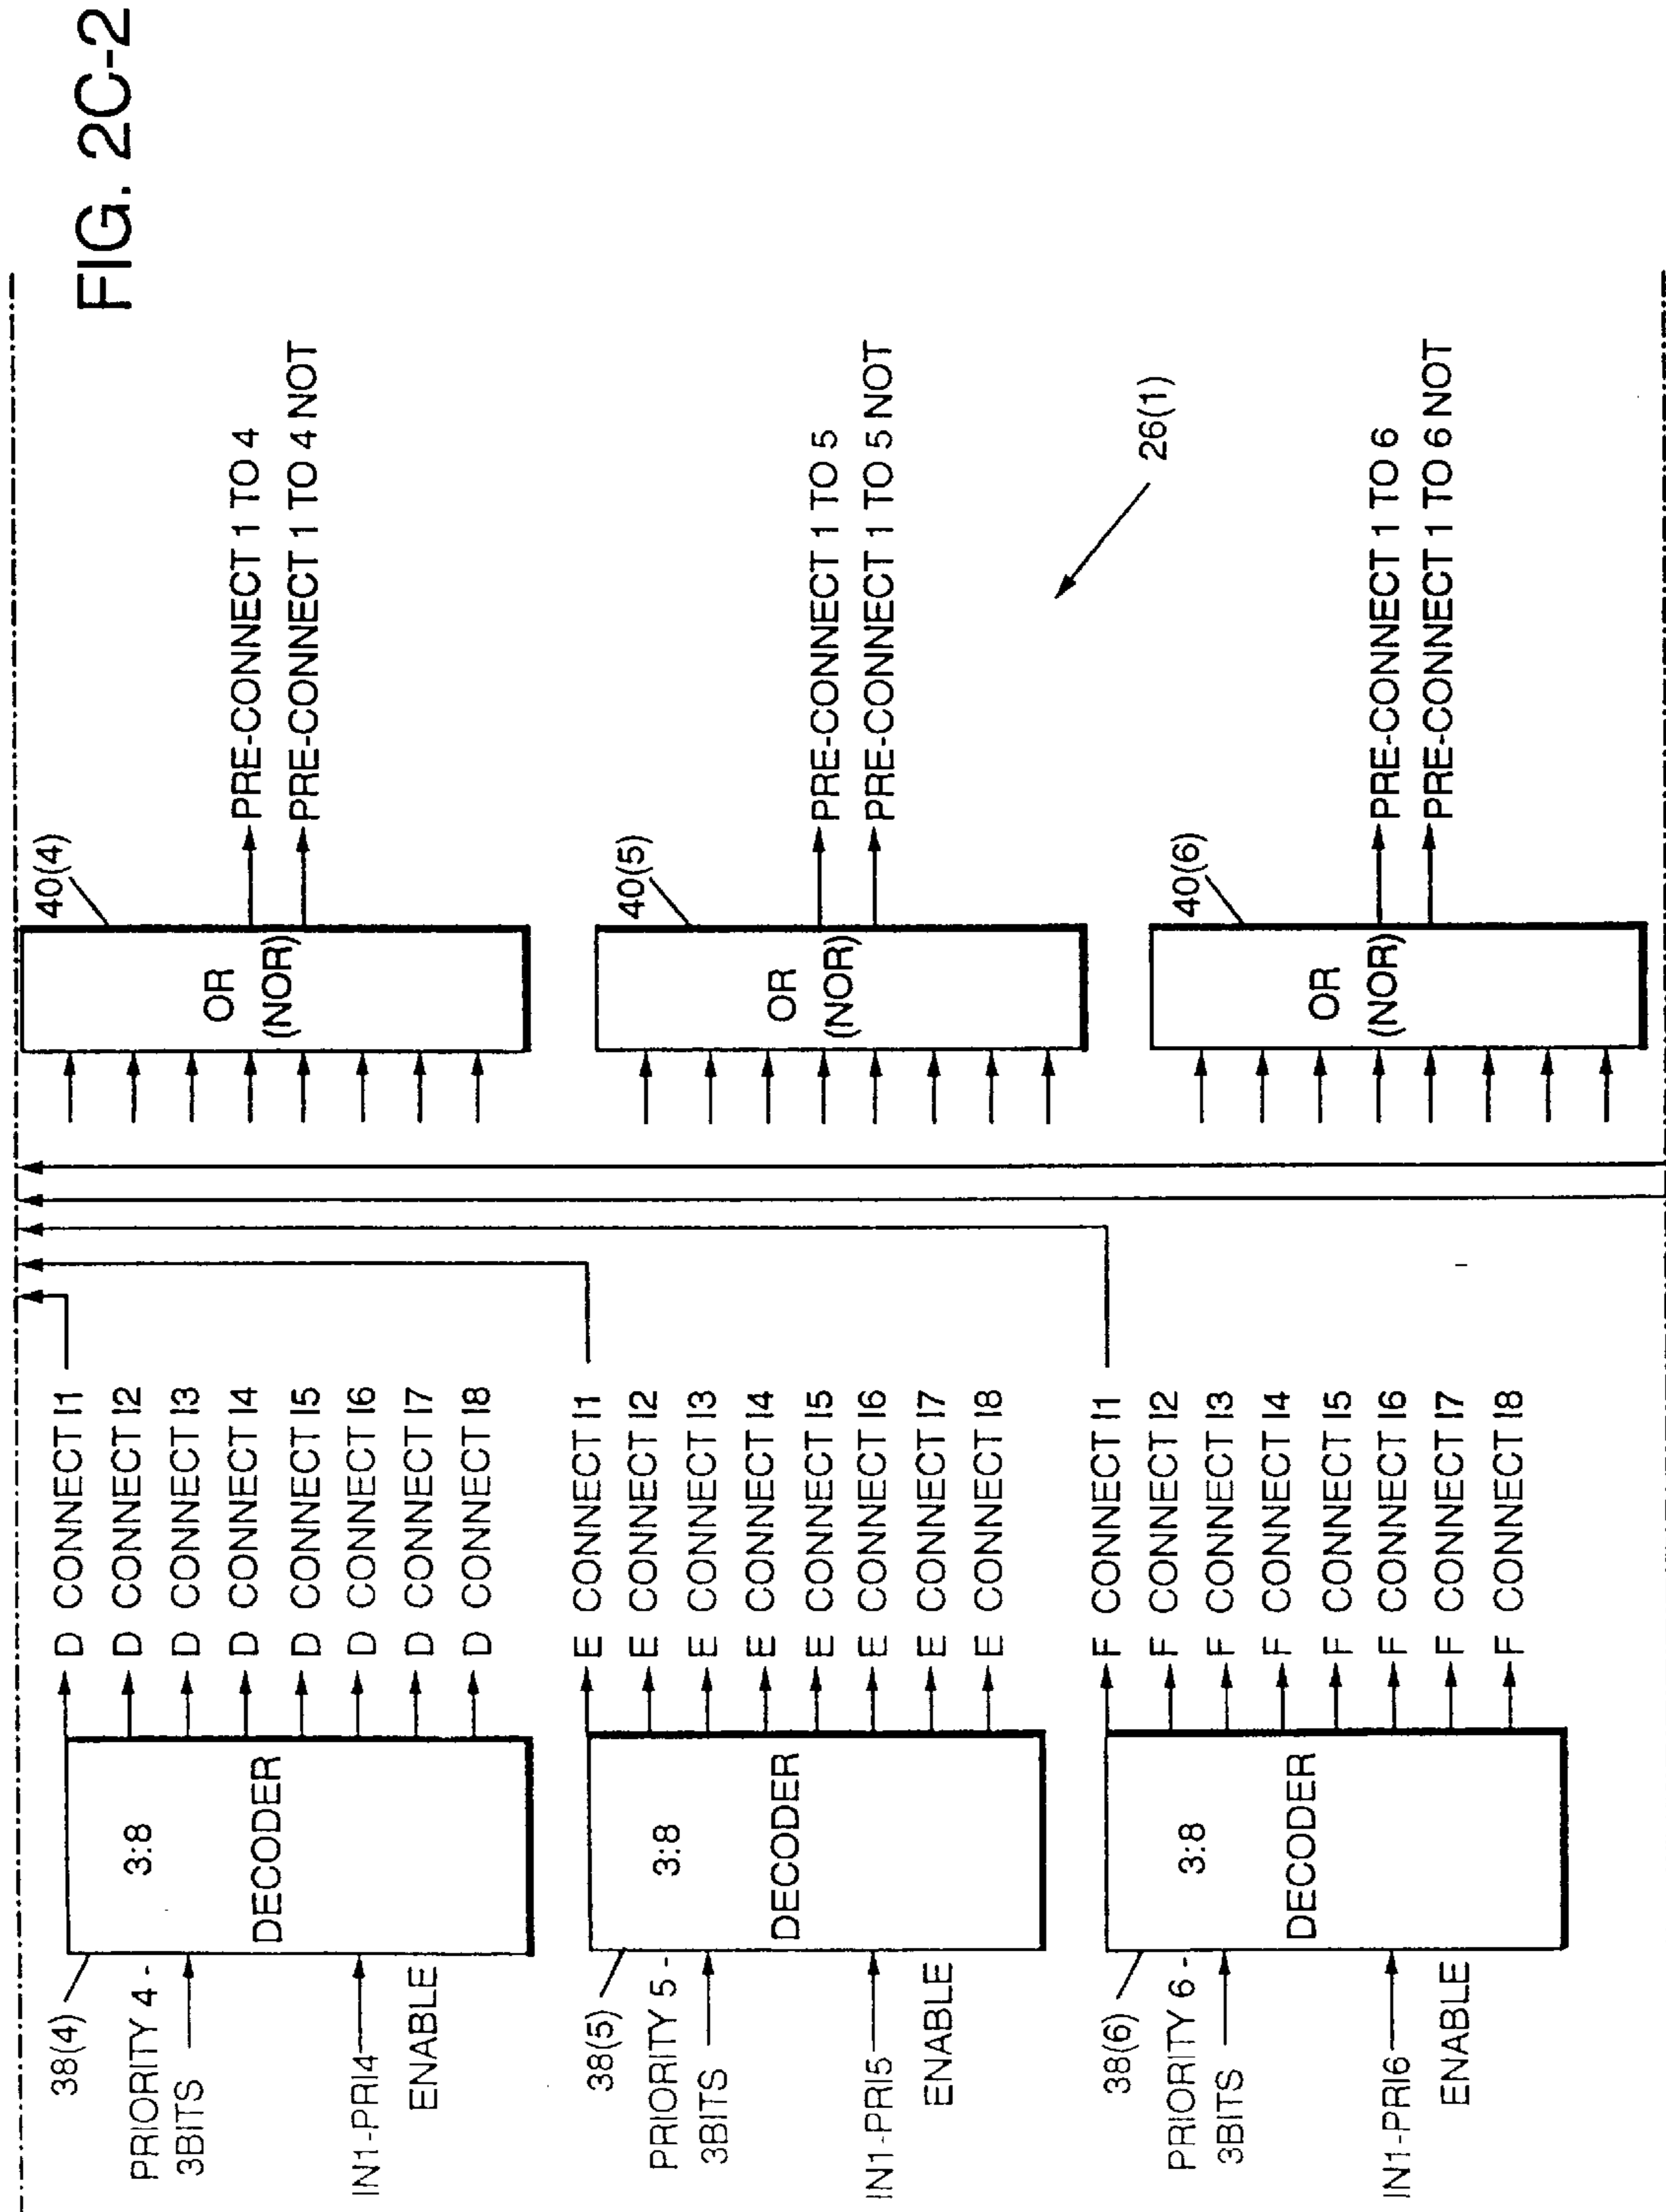 FIG. 2C-2
38(4)
PRIORITY 4 -
3BITS
IN1-PRI4
ENABLE
3:8
DECODER
D CONNECT I1
D CONNECT I2
D CONNECT I3
D CONNECT I4
D CONNECT I5
D CONNECT I6
D CONNECT I7
D CONNECT I8
40(4)
OR
(NOR)
PRE-CONNECT 1 TO 4
PRE-CONNECT 1 TO 4 NOT
38(5)
PRIORITY 5 -
3BITS
IN1-PRI5
ENABLE
3:8
DECODER
E CONNECT I1
E CONNECT I2
E CONNECT I3
E CONNECT I4
E CONNECT I5
E CONNECT I6
E CONNECT I7
E CONNECT I8
40(5)
OR
(NOR)
PRE-CONNECT 1 TO 5
PRE-CONNECT 1 TO 5 NOT
26(1)
38(6)
PRIORITY 6 -
3BITS
IN1-PRI6
ENABLE
3:8
DECODER
F CONNECT I1
F CONNECT I2
F CONNECT I3
F CONNECT I4
F CONNECT I5
F CONNECT I6
F CONNECT I7
F CONNECT I8
40(6)
OR
(NOR)
PRE-CONNECT 1 TO 6
PRE-CONNECT 1 TO 6 NOT